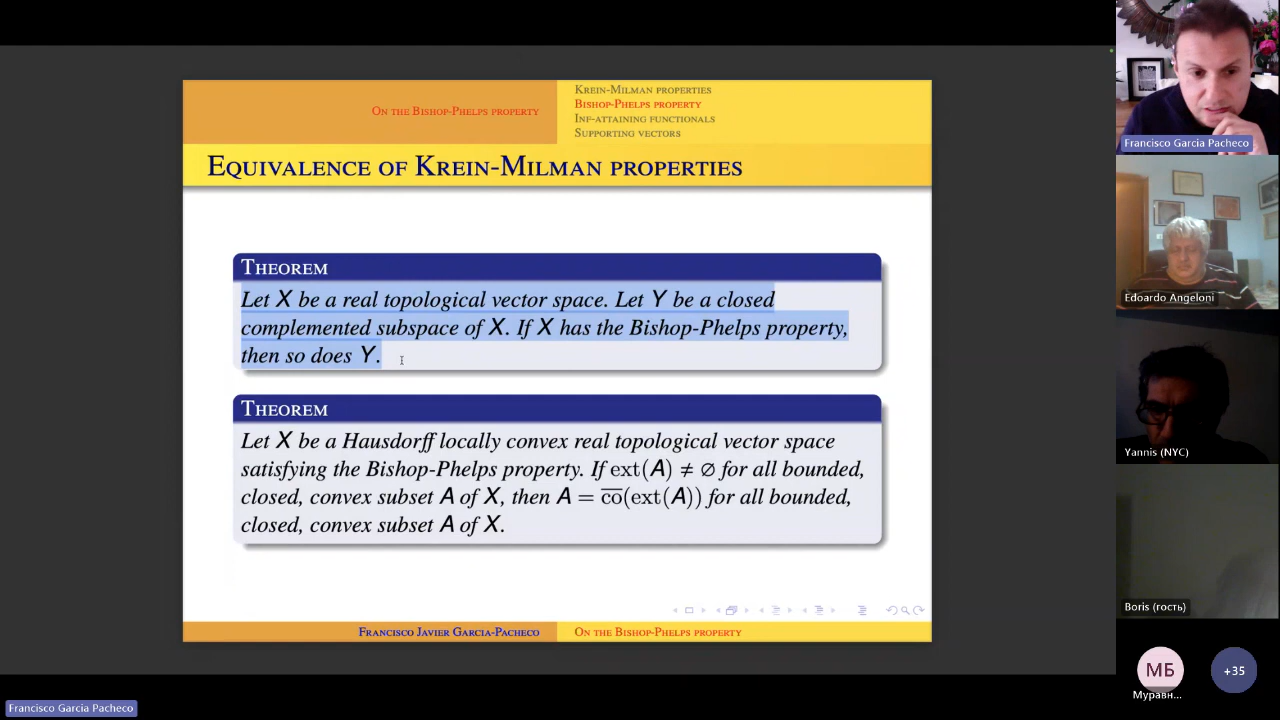 On the Bishop-Phelps property
Krein-Milman properties
Bishop-Phelps property
Inf-attaining functionals
Supporting vectors
Equivalence of Krein-Milman properties
Theorem
Let X be a real topological vector space. Let Y be a closed
complemented subspace of X. If X has the Bishop-Phelps property,
then so does Y.
Theorem
Let X be a Hausdorff locally convex real topological vector space
satisfying the Bishop-Phelps property. If ext(A) ≠ ∅ for all bounded,
closed, convex subset A of X, then A = c̅o̅(ext(A)) for all bounded,
closed, convex subset A of X.
Francisco Javier Garcia-Pacheco
On the Bishop-Phelps property
Francisco Garcia Pacheco
Edoardo Angeloni
Yannis (NYC)
Boris (гость)
МБ
+35
Муравн...
Francisco Garcia Pacheco